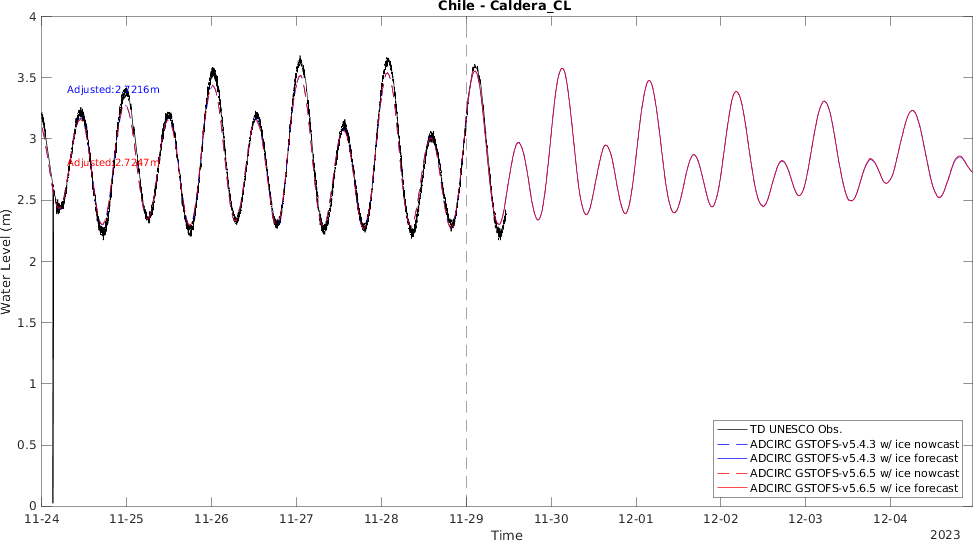 Chile - Caldera_CL
4
3.5
3
2.5
2
1.5
1
0.5
0
Water Level (m)
Adjusted:2.7216m
Adjusted:2.7247m
TD UNESCO Obs.
ADCIRC GSTOFS-v5.4.3 w/ ice nowcast
ADCIRC GSTOFS-v5.4.3 w/ ice forecast
ADCIRC GSTOFS-v5.6.5 w/ ice nowcast
ADCIRC GSTOFS-v5.6.5 w/ ice forecast
11-24 11-25 11-26 11-27 11-28 11-29 11-30 12-01 12-02 12-03 12-04
Time
2023